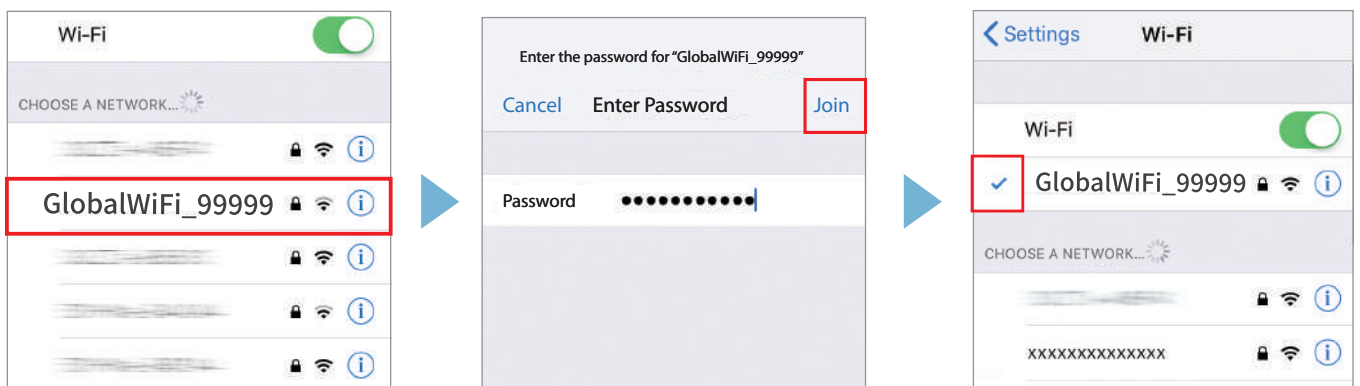 Wi-Fi
CHOOSE A NETWORK...
GlobalWiFi_99999
Enter the password for “GlobalWiFi_99999”
Cancel Enter Password Join
Password ●●●●●●●●●●●
Settings Wi-Fi
Wi-Fi
GlobalWiFi_99999
CHOOSE A NETWORK...
xxxxxxxxxxxxxx